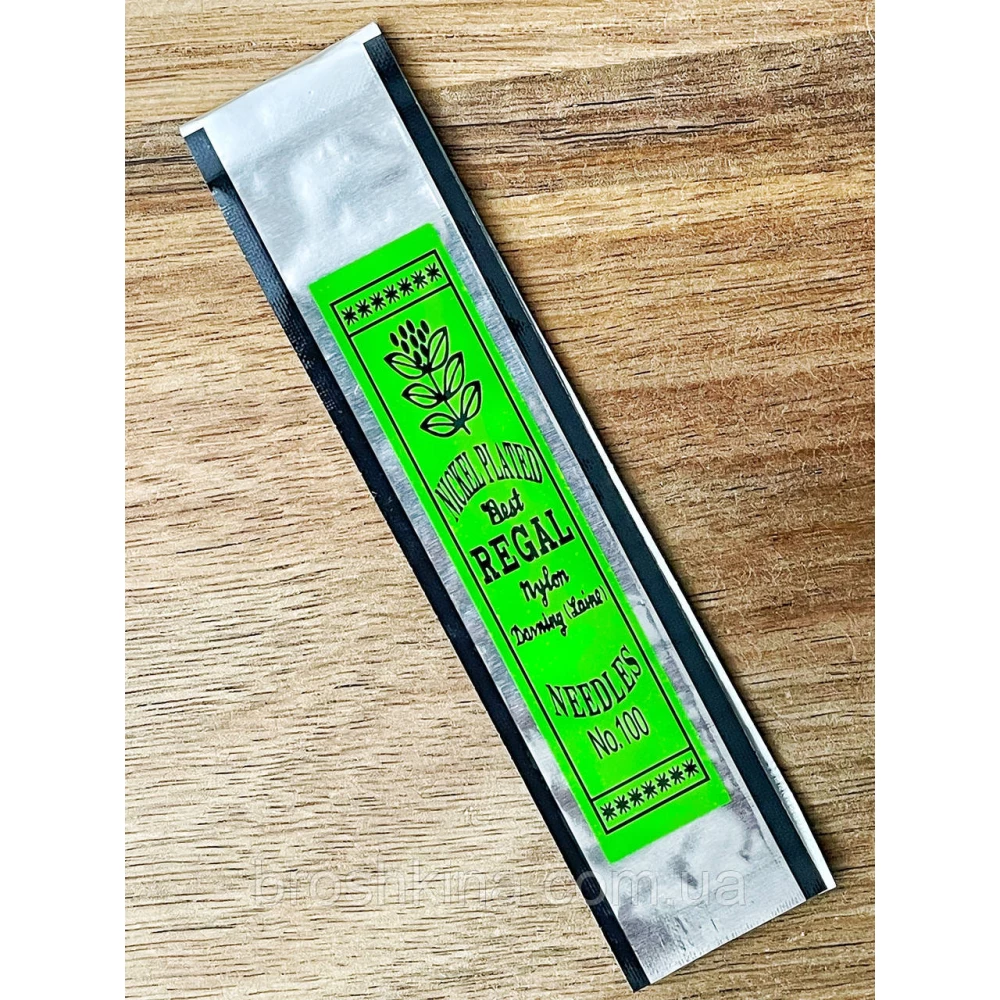 NICKEL PLATED
Best
REGAL
Nylon
Darning (Laine)
NEEDLES
No.100
broshkina.com.ua